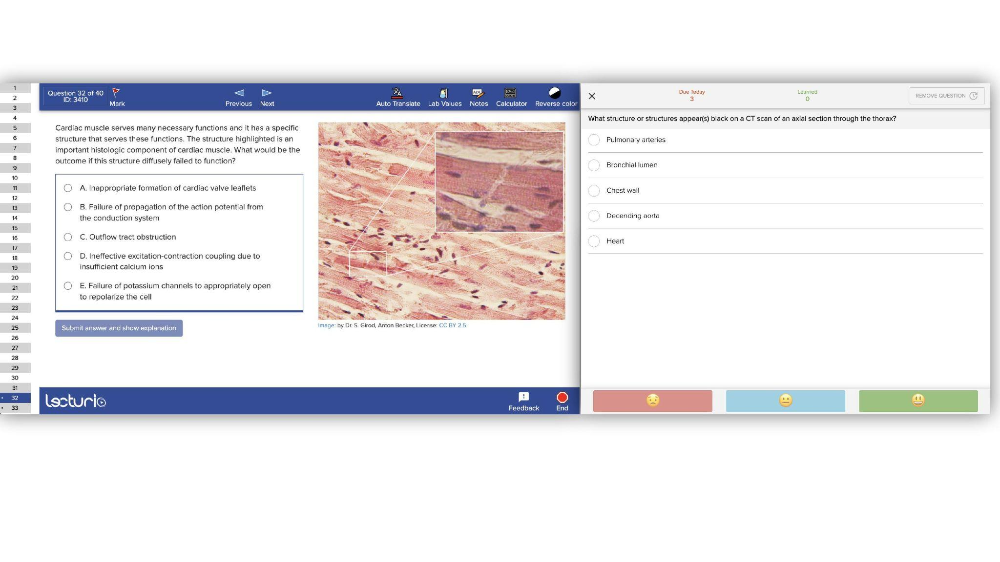 1
2
3
4
5
6
7
8
9
10
11
12
13
14
15
16
17
18
19
20
21
22
23
24
25
26
27
28
29
30
31
32
33
Question 32 of 40
ID: 3410
Mark
Previous
Next
Auto Translate
Lab Values
ABC
Notes
0.25
Calculator
Reverse color
Cardiac muscle serves many necessary functions and it has a specific
structure that serves these functions. The structure highlighted is an
important histologic component of cardiac muscle. What would be the
outcome if this structure diffusely failed to function?
A. Inappropriate formation of cardiac valve leaflets
B. Failure of propagation of the action potential from
the conduction system
C. Outflow tract obstruction
D. Ineffective excitation-contraction coupling due to
insufficient calcium ions
E. Failure of potassium channels to appropriately open
to repolarize the cell
Submit answer and show explanation
Image: by Dr. S. Girod, Anton Becker, License: CC BY 2.5
lecturio
Feedback
End
Due Today
3
Learned
0
REMOVE QUESTION
What structure or structures appear(s) black on a CT scan of an axial section through the thorax?
Pulmonary arteries
Bronchial lumen
Chest wall
Decending aorta
Heart